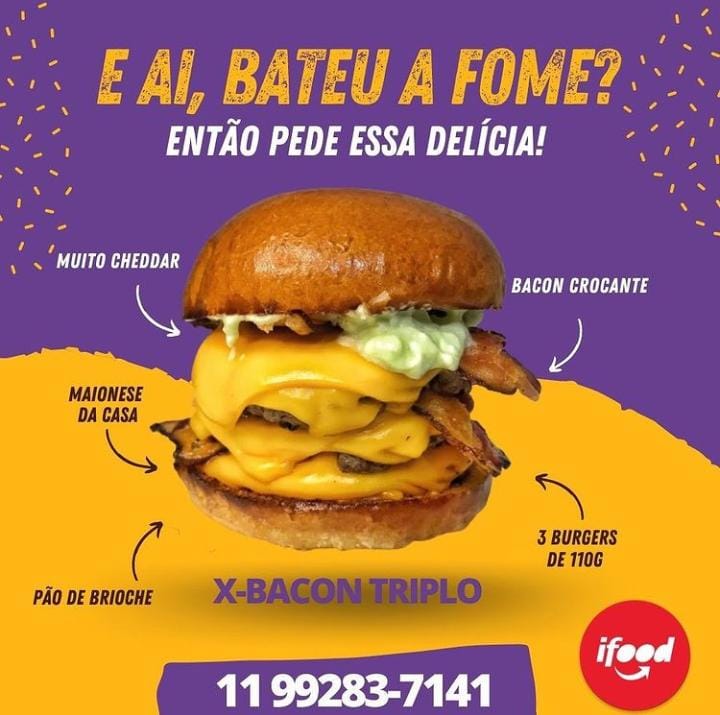 E AI, BATEU A FOME?
ENTÃO PEDE ESSA DELÍCIA!
MUITO CHEDDAR
BACON CROCANTE
MAIONESE
DA CASA
3 BURGERS
DE 110G
PÃO DE BRIOCHE
X-BACON TRIPLO
ifood
11 99283-7141